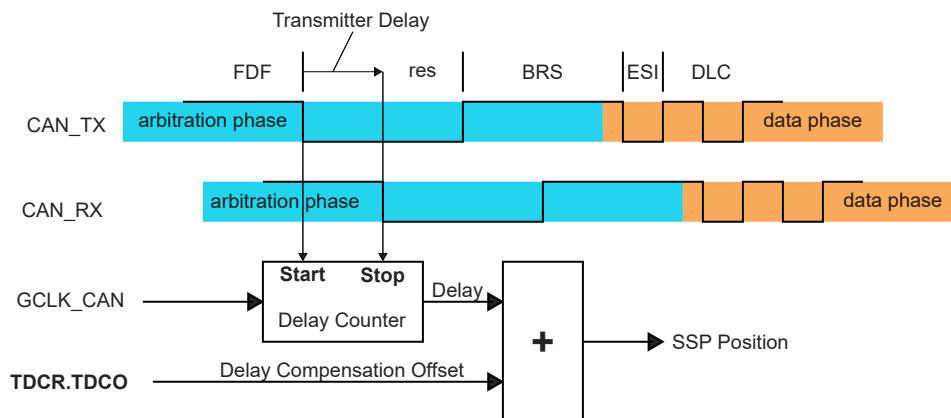 Transmitter Delay
FDF
res
BRS
ESI
DLC
CAN_TX
arbitration phase
data phase
CAN_RX
arbitration phase
data phase
Start
Stop
GCLK_CAN
Delay Counter
Delay
+
SSP Position
TDCR.TDCO
Delay Compensation Offset